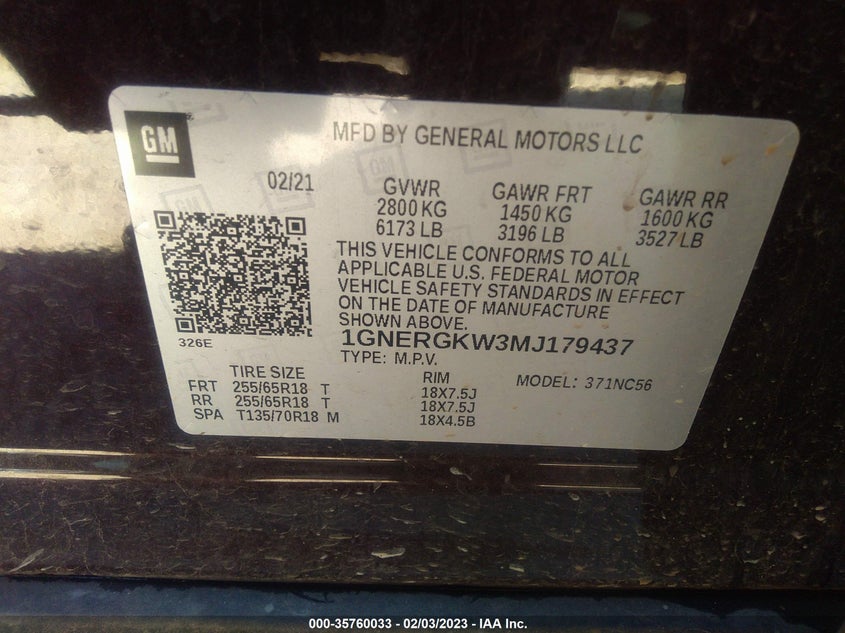 GM
MFD BY GENERAL MOTORS LLC
02/21
GVWR
2800 KG
6173 LB
GAWR FRT
1450 KG
3196 LB
GAWR RR
1600 KG
3527 LB
THIS VEHICLE CONFORMS TO ALL
APPLICABLE U.S. FEDERAL MOTOR
VEHICLE SAFETY STANDARDS IN EFFECT
ON THE DATE OF MANUFACTURE
SHOWN ABOVE.
326E
1GNERGKW3MJ179437
TYPE: M.P.V.
MODEL: 371NC56
TIRE SIZE RIM
FRT 255/65R18 T 18X7.5J
RR 255/65R18 T 18X7.5J
SPA T135/70R18 M 18X4.5B
000-35760033 - 02/03/2023 - IAA Inc.